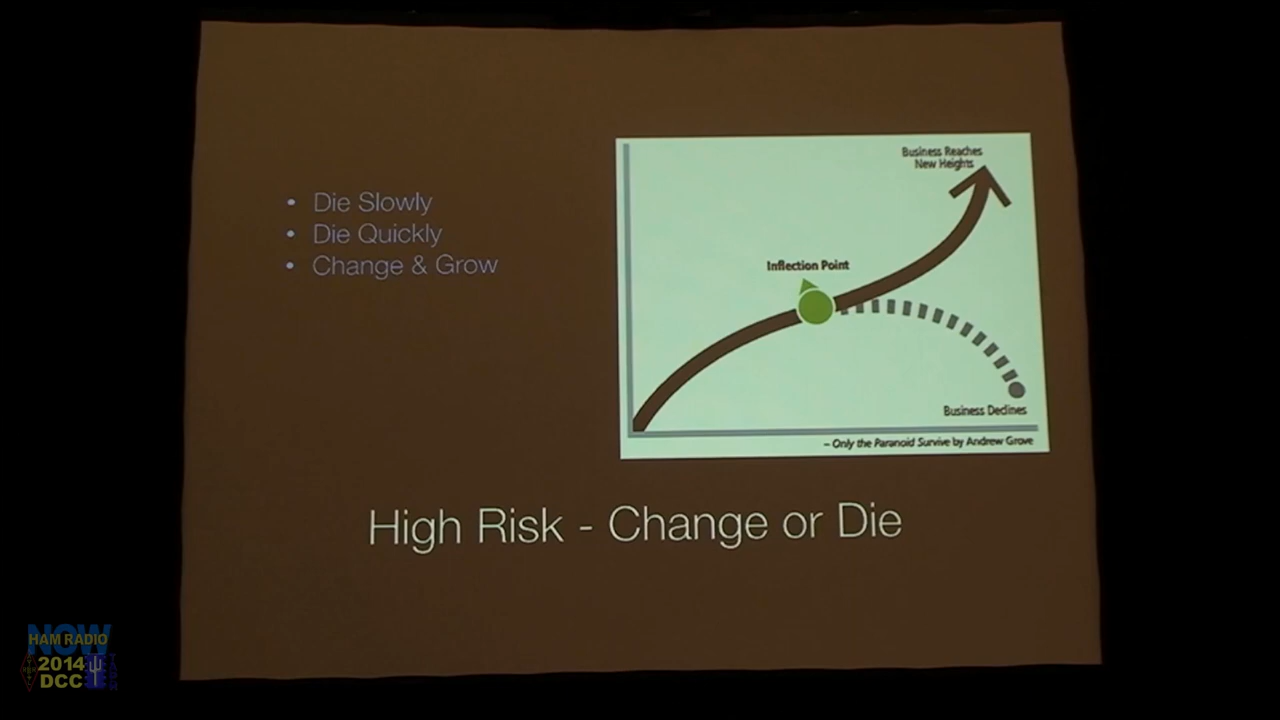 • Die Slowly
• Die Quickly
• Change & Grow
Business Reaches
New Heights
Inflection Point
Business Declines
– Only the Paranoid Survive by Andrew Grove
High Risk - Change or Die
NOW
HAM RADIO
2014
DCC